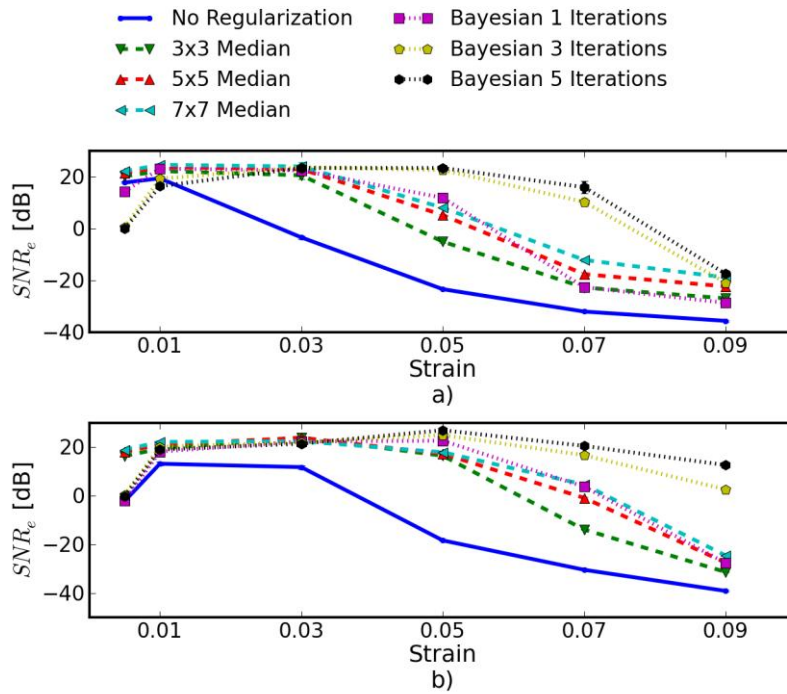 No Regularization
3x3 Median
5x5 Median
7x7 Median
Bayesian 1 Iterations
Bayesian 3 Iterations
Bayesian 5 Iterations
SNR_e [dB]
20
0
−20
−40
0.01 0.03 0.05 0.07 0.09
Strain
a)
SNR_e [dB]
20
0
−20
−40
0.01 0.03 0.05 0.07 0.09
Strain
b)